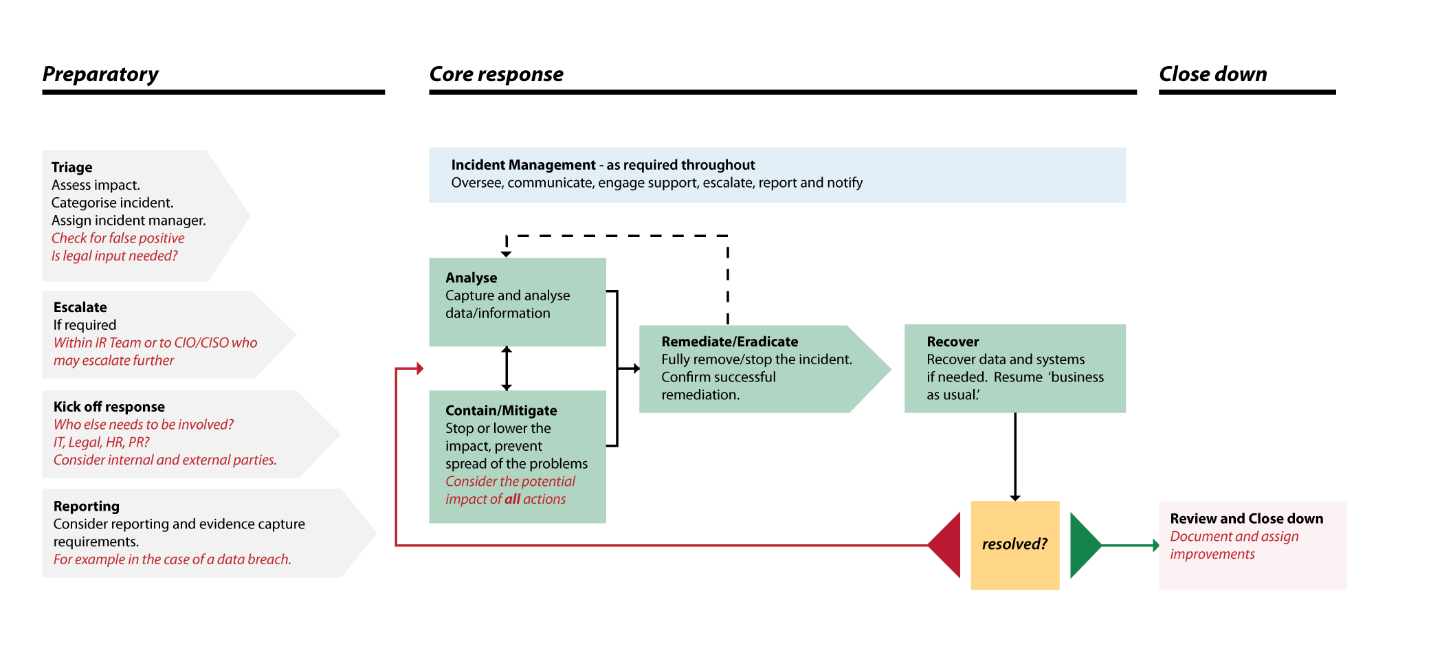 Preparatory
Core response
Close down
Triage
Assess impact.
Categorise incident.
Assign incident manager.
Check for false positive
Is legal input needed?
Escalate
If required
Within IR Team or to CIO/CISO who
may escalate further
Kick off response
Who else needs to be involved?
IT, Legal, HR, PR?
Consider internal and external parties.
Reporting
Consider reporting and evidence capture
requirements.
For example in the case of a data breach.
Incident Management - as required throughout
Oversee, communicate, engage support, escalate, report and notify
Analyse
Capture and analyse
data/information
Contain/Mitigate
Stop or lower the
impact, prevent
spread of the problems
Consider the potential
impact of all actions
Remediate/Eradicate
Fully remove/stop the incident.
Confirm successful
remediation.
Recover
Recover data and systems
if needed.  Resume  ‘business
as usual.’
resolved?
Review and Close down
Document and assign
improvements